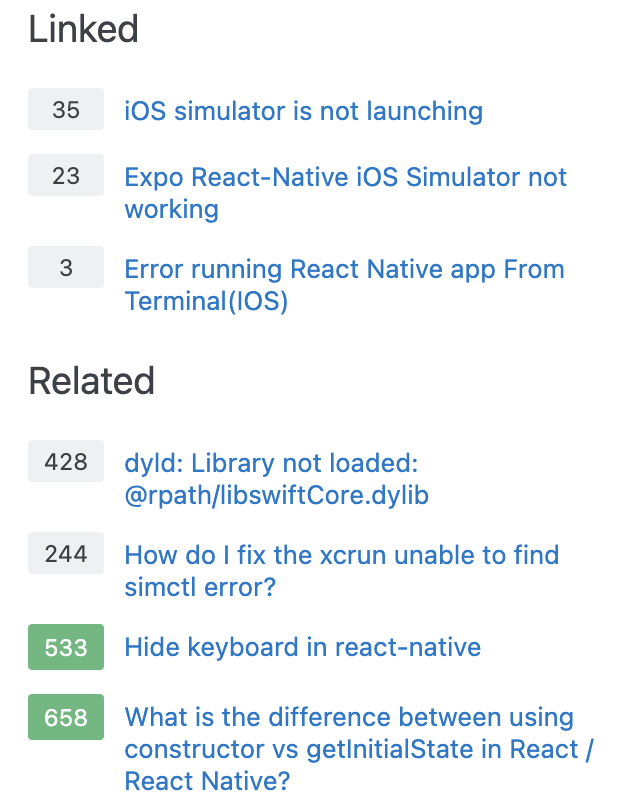 Linked
35
iOS simulator is not launching
23
Expo React-Native iOS Simulator not
working
3
Error running React Native app From
Terminal(IOS)
Related
428
dyld: Library not loaded:
@rpath/libswiftCore.dylib
244
How do I fix the xcrun unable to find
simctl error?
533
Hide keyboard in react-native
658
What is the difference between using
constructor vs getInitialState in React /
React Native?